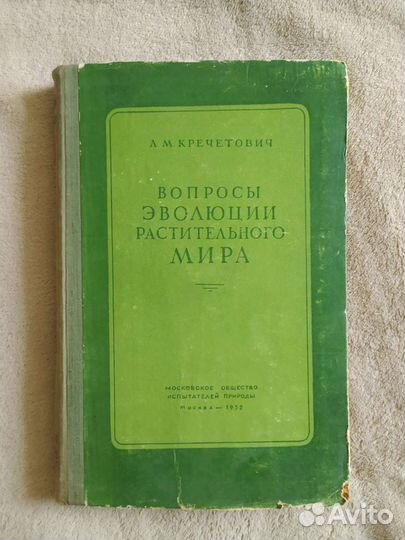 Л. М. КРЕЧЕТОВИЧ
ВОПРОСЫ
ЭВОЛЮЦИИ
РАСТИТЕЛЬНОГО
МИРА
МОСКОВСКОЕ ОБЩЕСТВО
ИСПЫТАТЕЛЕЙ ПРИРОДЫ
МОСКВА — 1952
Avito